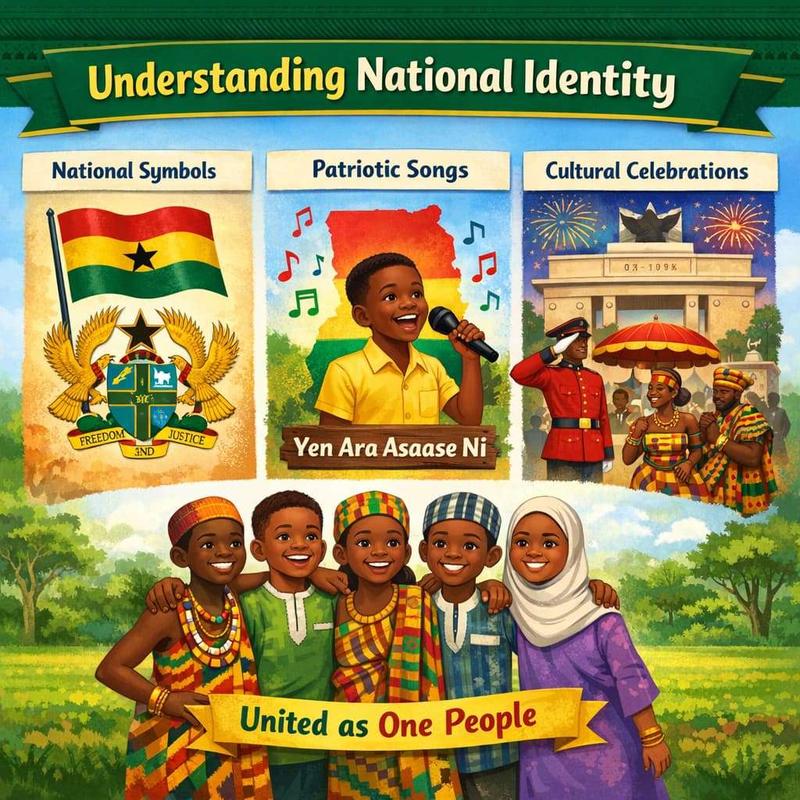 Understanding National Identity
National Symbols
Patriotic Songs
Cultural Celebrations
FREEDOM
3ND
JUSTICE
Yen Ara Asaase Ni
United as One People